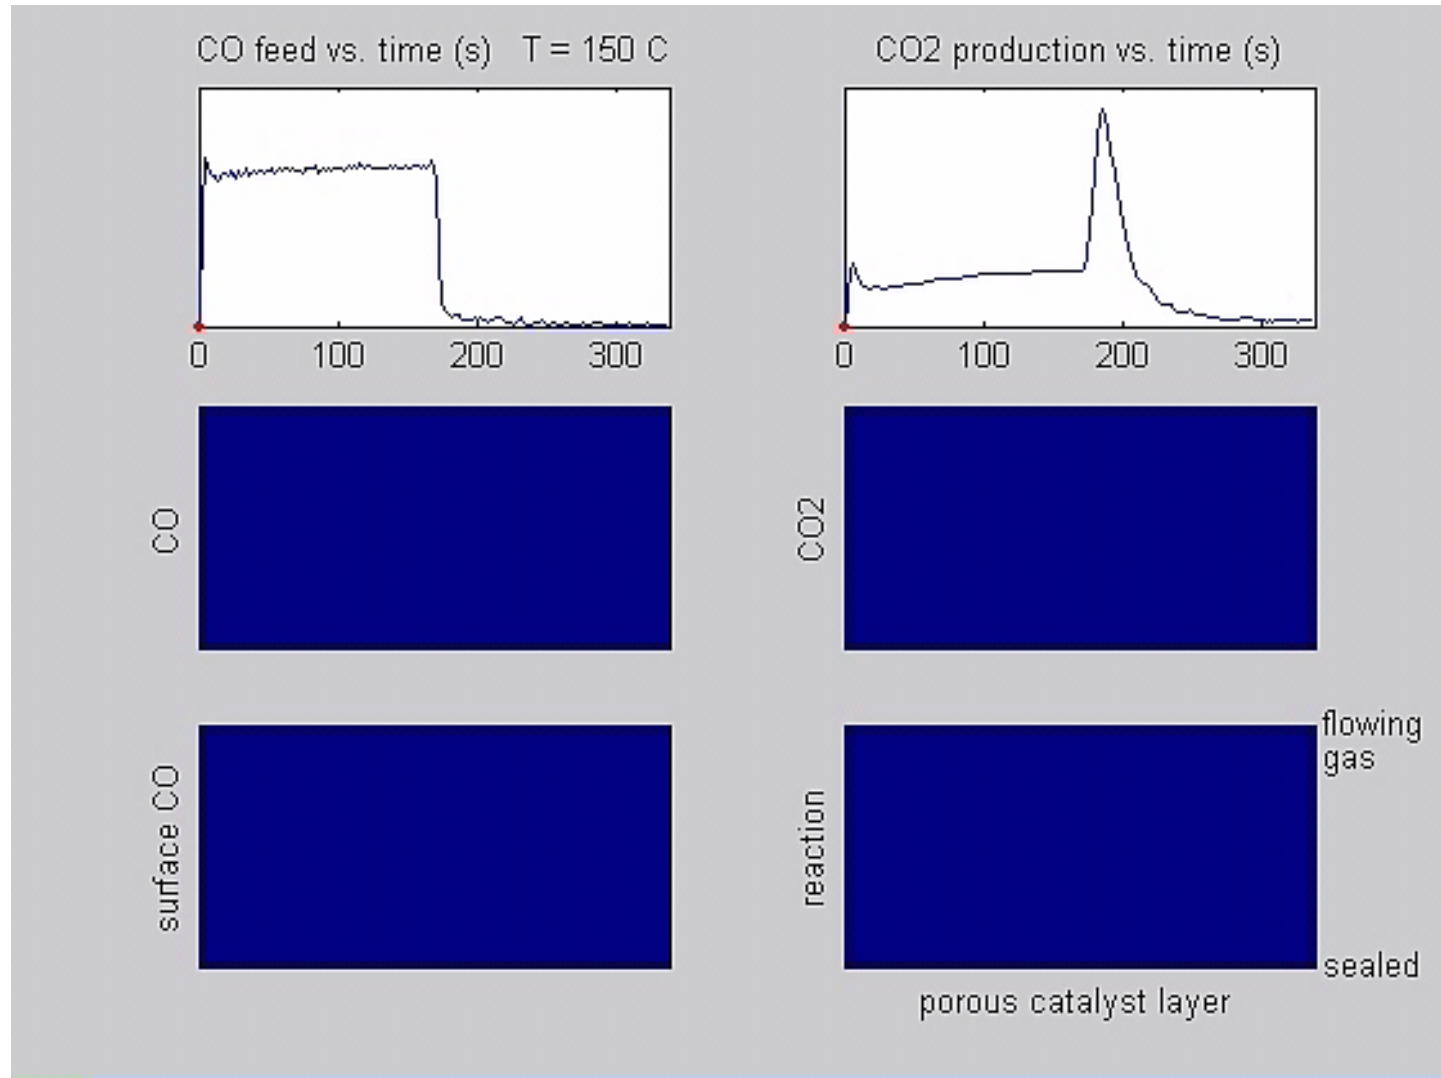 CO feed vs. time (s)   T = 150 C
CO2 production vs. time (s)
0 100 200 300
0 100 200 300
CO
CO2
surface CO
reaction
flowing
gas
sealed
porous catalyst layer